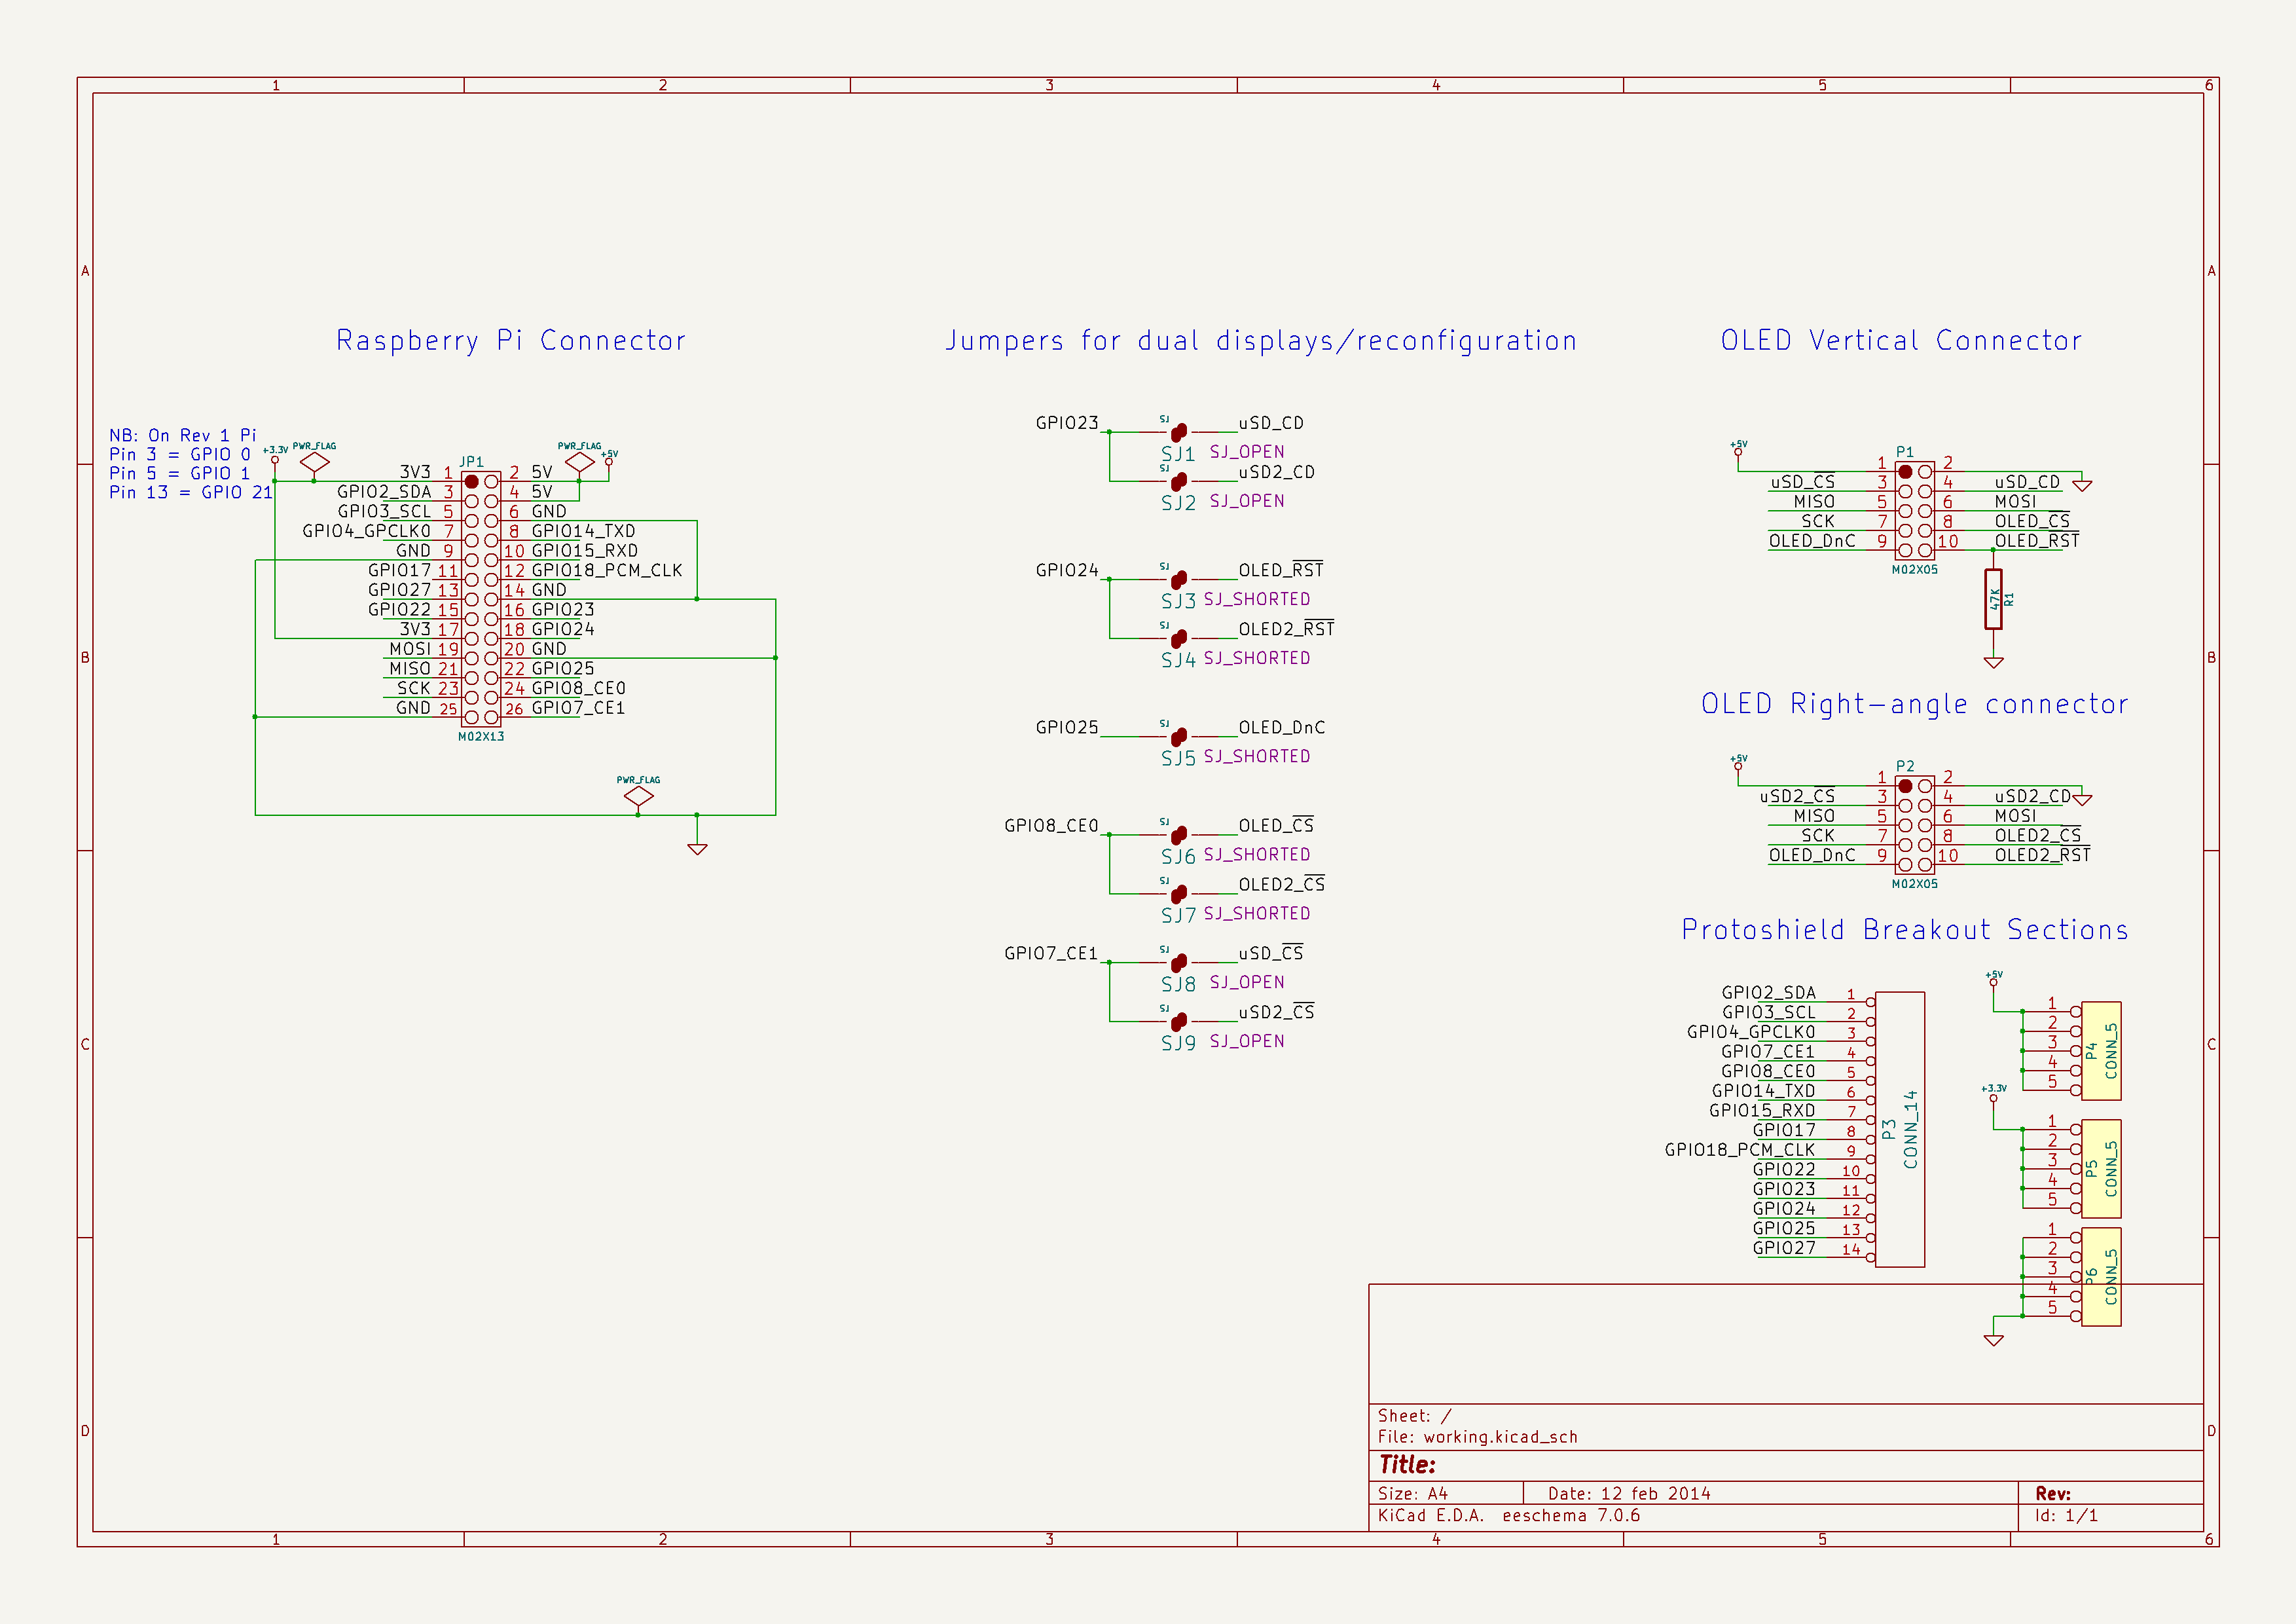 1 2 3 4 5 6
A A
B B
C C
D D
Raspberry Pi Connector
NB: On Rev 1 Pi
Pin 3 = GPIO 0
Pin 5 = GPIO 1
Pin 13 = GPIO 21
+3.3V PWR_FLAG PWR_FLAG +5V
JP1
3V3 1 2 5V
GPIO2_SDA 3 4 5V
GPIO3_SCL 5 6 GND
GPIO4_GPCLK0 7 8 GPIO14_TXD
GND 9 10 GPIO15_RXD
GPIO17 11 12 GPIO18_PCM_CLK
GPIO27 13 14 GND
GPIO22 15 16 GPIO23
3V3 17 18 GPIO24
MOSI 19 20 GND
MISO 21 22 GPIO25
SCK 23 24 GPIO8_CE0
GND 25 26 GPIO7_CE1
M02X13
PWR_FLAG
Jumpers for dual displays/reconfiguration
GPIO23 SJ uSD_CD
SJ1 SJ_OPEN
SJ uSD2_CD
SJ2 SJ_OPEN
GPIO24 SJ OLED_RST
SJ3 SJ_SHORTED
SJ OLED2_RST
SJ4 SJ_SHORTED
GPIO25 SJ OLED_DnC
SJ5 SJ_SHORTED
GPIO8_CE0 SJ OLED_CS
SJ6 SJ_SHORTED
SJ OLED2_CS
SJ7 SJ_SHORTED
GPIO7_CE1 SJ uSD_CS
SJ8 SJ_OPEN
SJ uSD2_CS
SJ9 SJ_OPEN
OLED Vertical Connector
+5V P1
1 2
uSD_CS 3 4 uSD_CD
MISO 5 6 MOSI
SCK 7 8 OLED_CS
OLED_DnC 9 10 OLED_RST
M02X05
47K R1
OLED Right-angle connector
+5V P2
1 2
uSD2_CS 3 4 uSD2_CD
MISO 5 6 MOSI
SCK 7 8 OLED2_CS
OLED_DnC 9 10 OLED2_RST
M02X05
Protoshield Breakout Sections
GPIO2_SDA 1
GPIO3_SCL 2
GPIO4_GPCLK0 3
GPIO7_CE1 4
GPIO8_CE0 5
GPIO14_TXD 6
GPIO15_RXD 7
GPIO17 8
GPIO18_PCM_CLK 9
GPIO22 10
GPIO23 11
GPIO24 12
GPIO25 13
GPIO27 14
P3
CONN_14
+5V
1
2
3
4
5
P4
CONN_5
+3.3V
1
2
3
4
5
P5
CONN_5
1
2
3
4
5
P6
CONN_5
Sheet: /
File: working.kicad_sch
Title:
Size: A4 Date: 12 feb 2014 Rev:
KiCad E.D.A. eeschema 7.0.6 Id: 1/1
1 2 3 4 5 6